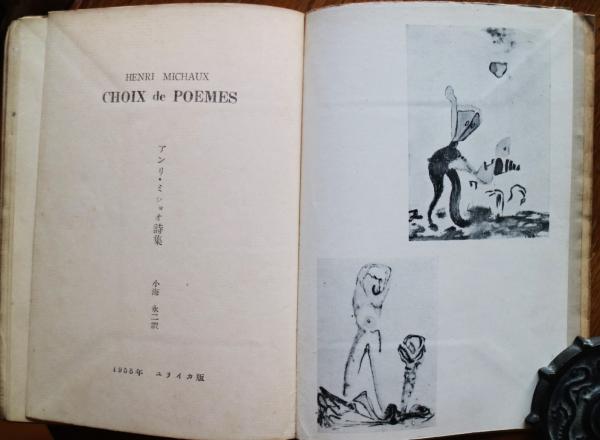 HENRI MICHAUX
CHOIX de POEMES
アンリ・ミショオ詩集
小海永二訳
1955年 ユリイカ版